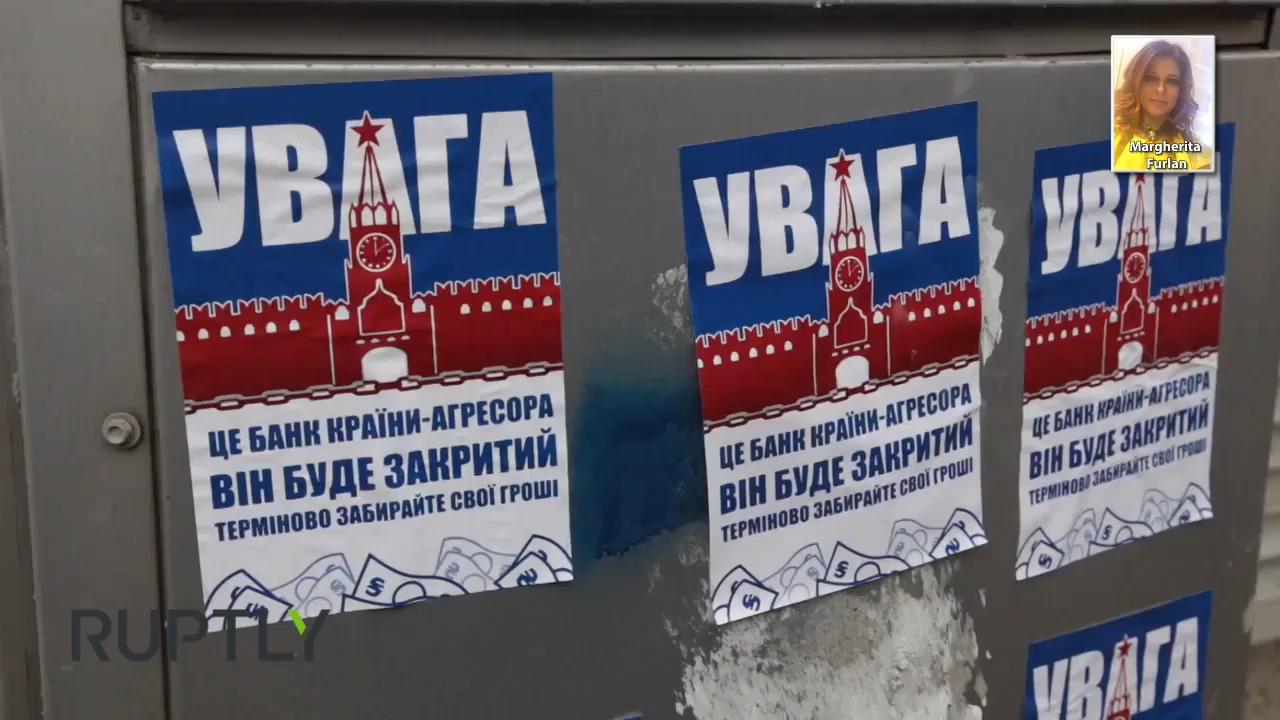 УВАГА
ЦЕ БАНК КРАЇНИ-АГРЕСОРА
ВІН БУДЕ ЗАКРИТИЙ
ТЕРМІНОВО ЗАБИРАЙТЕ СВОЇ ГРОШІ
УВАГА
ЦЕ БАНК КРАЇНИ-АГРЕСОРА
ВІН БУДЕ ЗАКРИТИЙ
ТЕРМІНОВО ЗАБИРАЙТЕ СВОЇ ГРОШІ
УВАГА
ЦЕ БАНК КРАЇНИ-АГРЕСОРА
ВІН БУДЕ ЗАКРИТИЙ
ТЕРМІНОВО ЗАБИРАЙТЕ СВОЇ ГРОШІ
УВАГА
Margherita
Furlan
RUPTLY